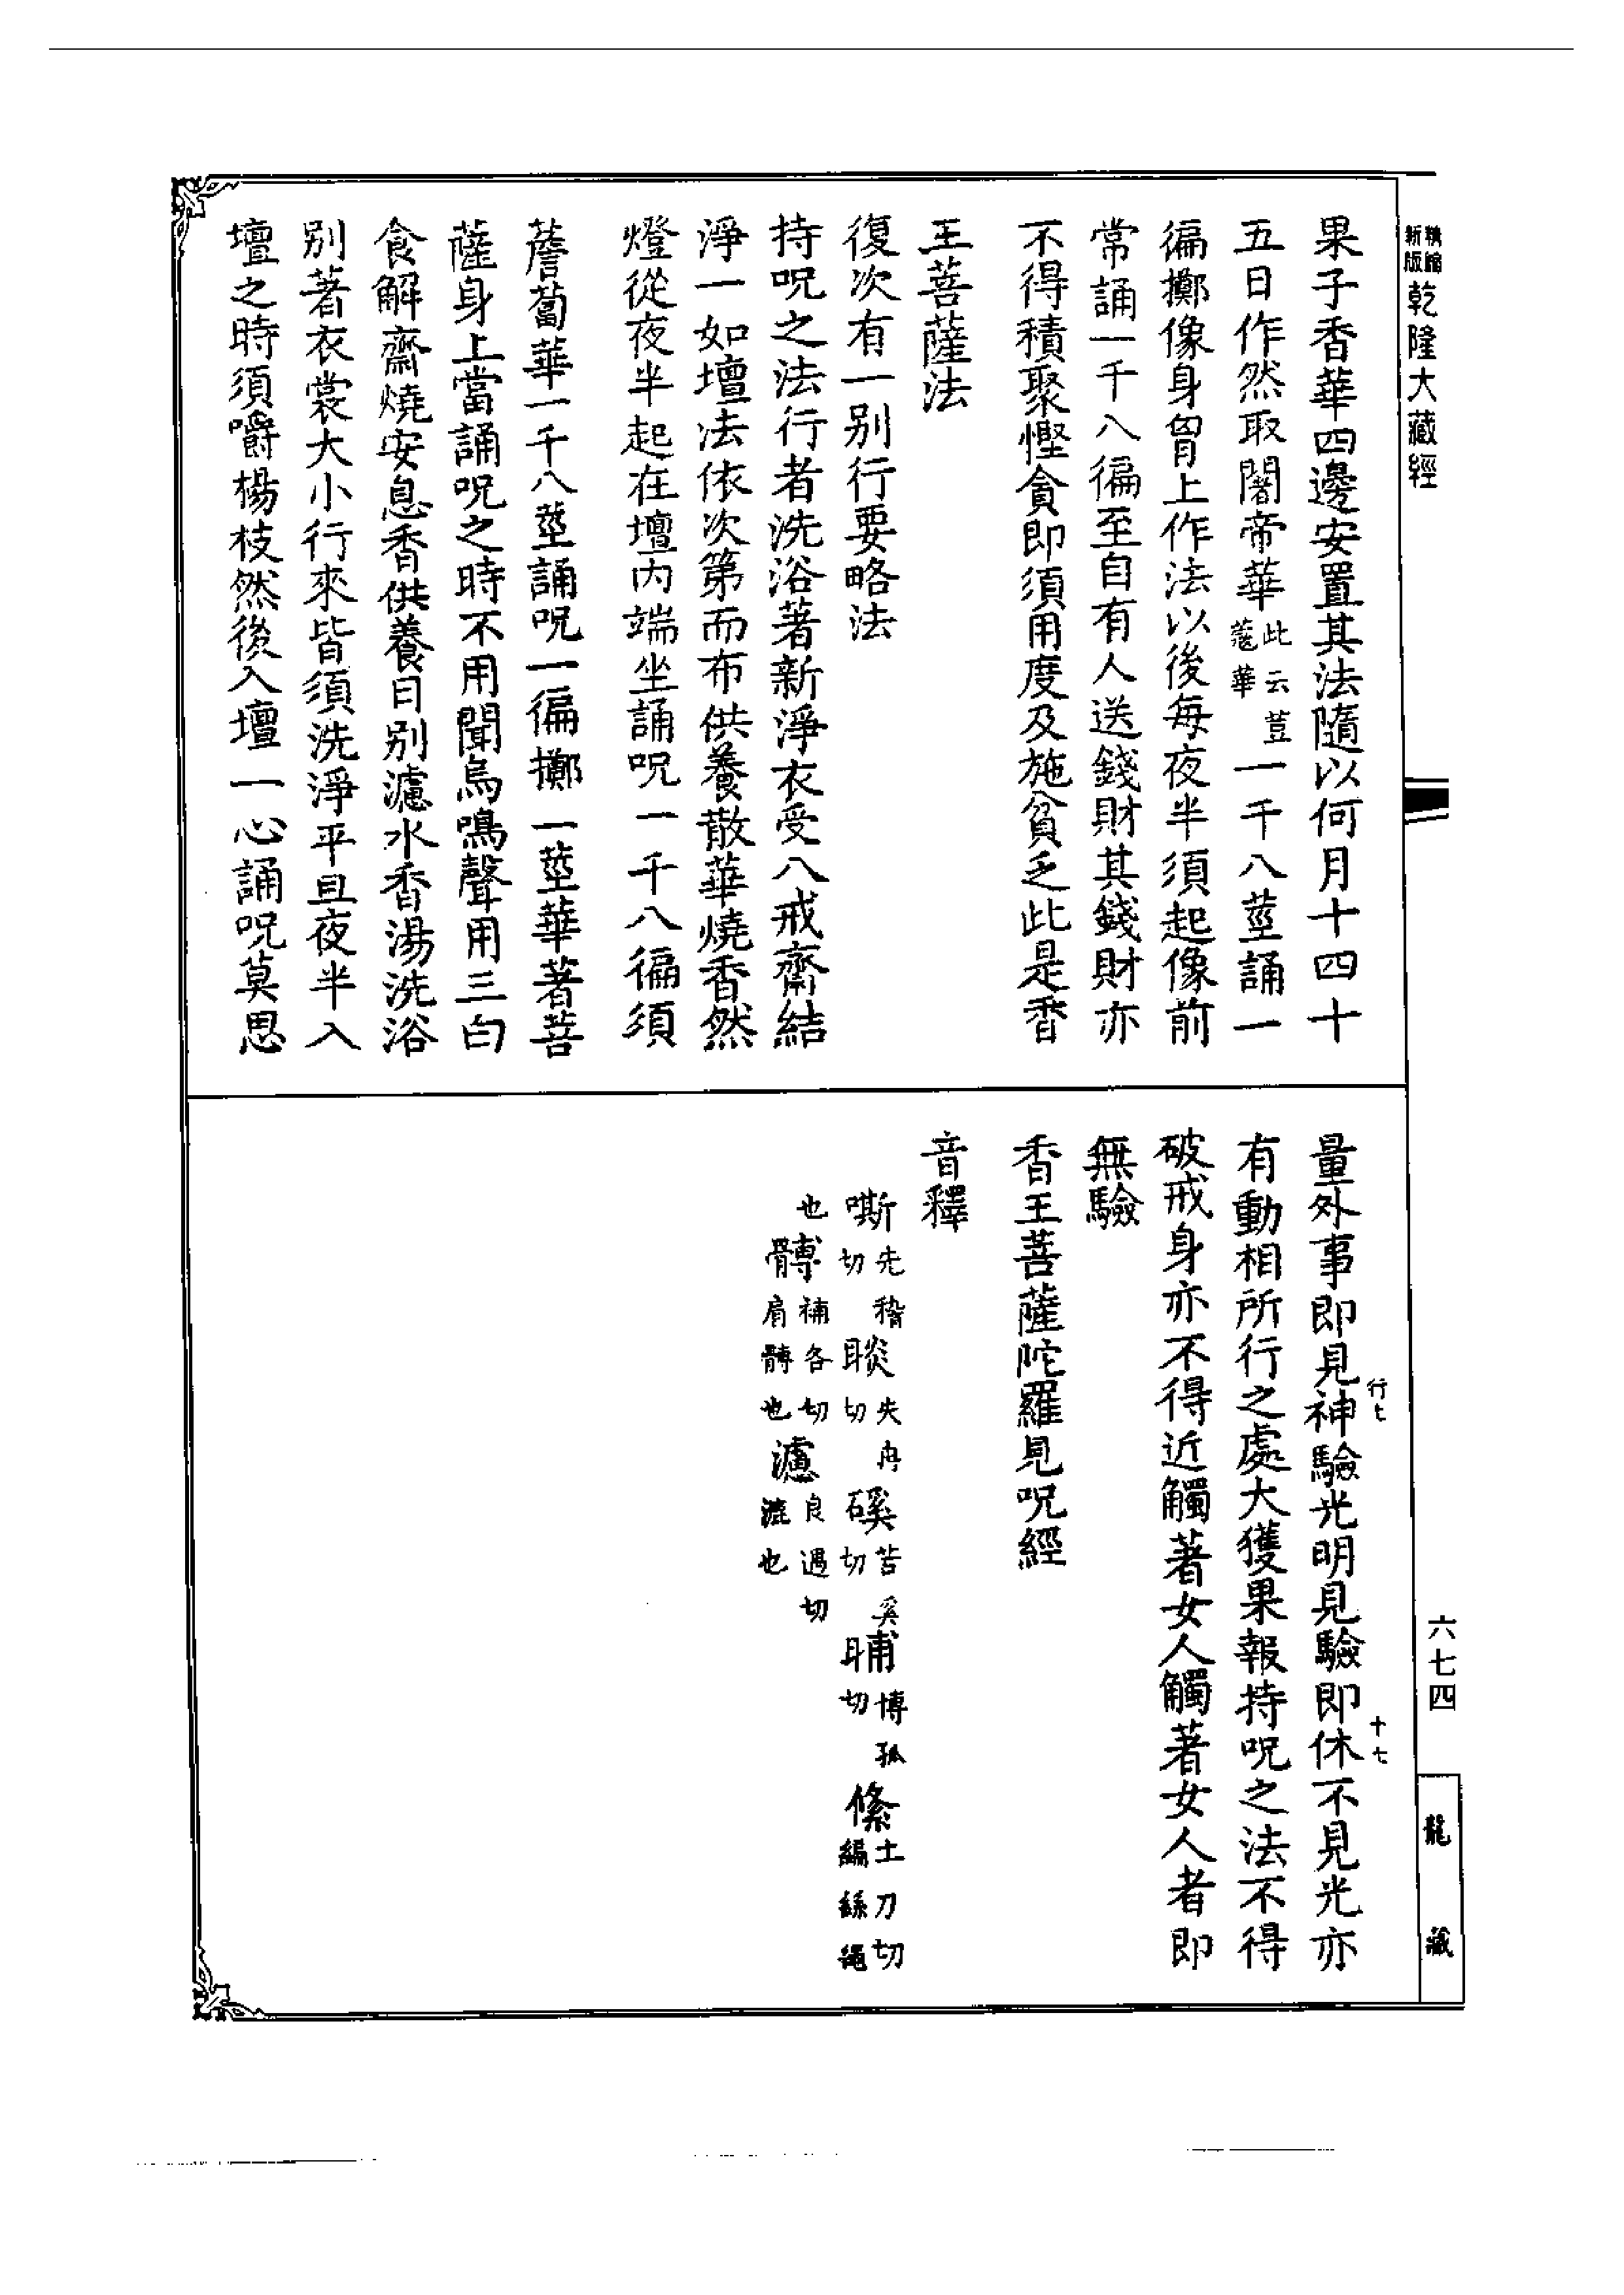 新版 精縮 乾隆大藏經
果子香華四邊安置其法隨以何月十四十
五日作然取闍帝華此云荳蔻華一千八莖誦一
徧擲像身胷上作法以後每夜半須起像前
常誦一千八徧至自有人送錢財其錢財亦
不得積聚慳貪即須用度及施貧乏此是香
王菩薩法
復次有一別行要略法
持呪之法行者洗浴著新淨衣受八戒齋結
淨一如壇法依次第而布供養散華燒香然
燈從夜半起在壇內端坐誦呪一千八徧須
薝蔔華一千八莖誦呪一徧擲一莖華著菩
薩身上當誦呪之時不用聞烏鳴聲用三白
食解齋燒安息香供養日別濾水香湯洗浴
別著衣裳大小行來皆須洗淨平旦夜半入
壇之時須嚼楊枝然後入壇一心誦呪莫思
量外事即見神驗光明見驗即休不見光亦
有動相所行之處大獲果報持呪之法不得
破戒身亦不得近觸著女人觸著女人者即
無驗
香王菩薩陀羅尼呪經
音釋
嘶先稽切 睒失冉切 磎苦奚切 晡博孤切 絛土刀切編絲繩
也 髆補各切肩髆也 濾良遇切漉也
行七
十七
六七四
龍藏